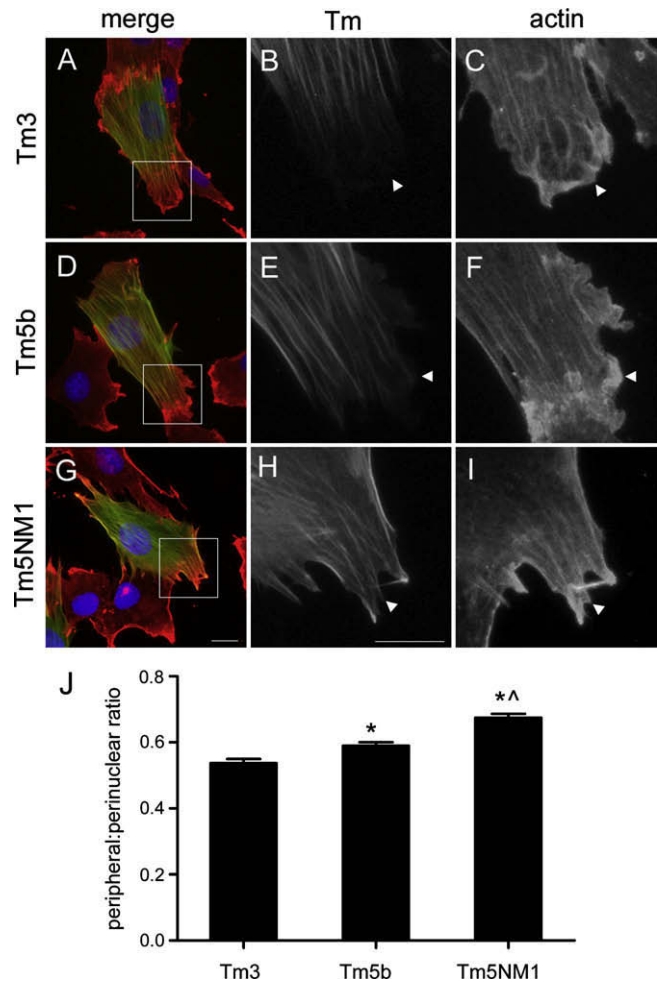 merge Tm actin
Tm3
A B C
Tm5b
D E F
Tm5NM1
G H I
J
peripheral:perinuclear ratio
0.8
0.6
0.4
0.2
0.0
*
*^
Tm3 Tm5b Tm5NM1